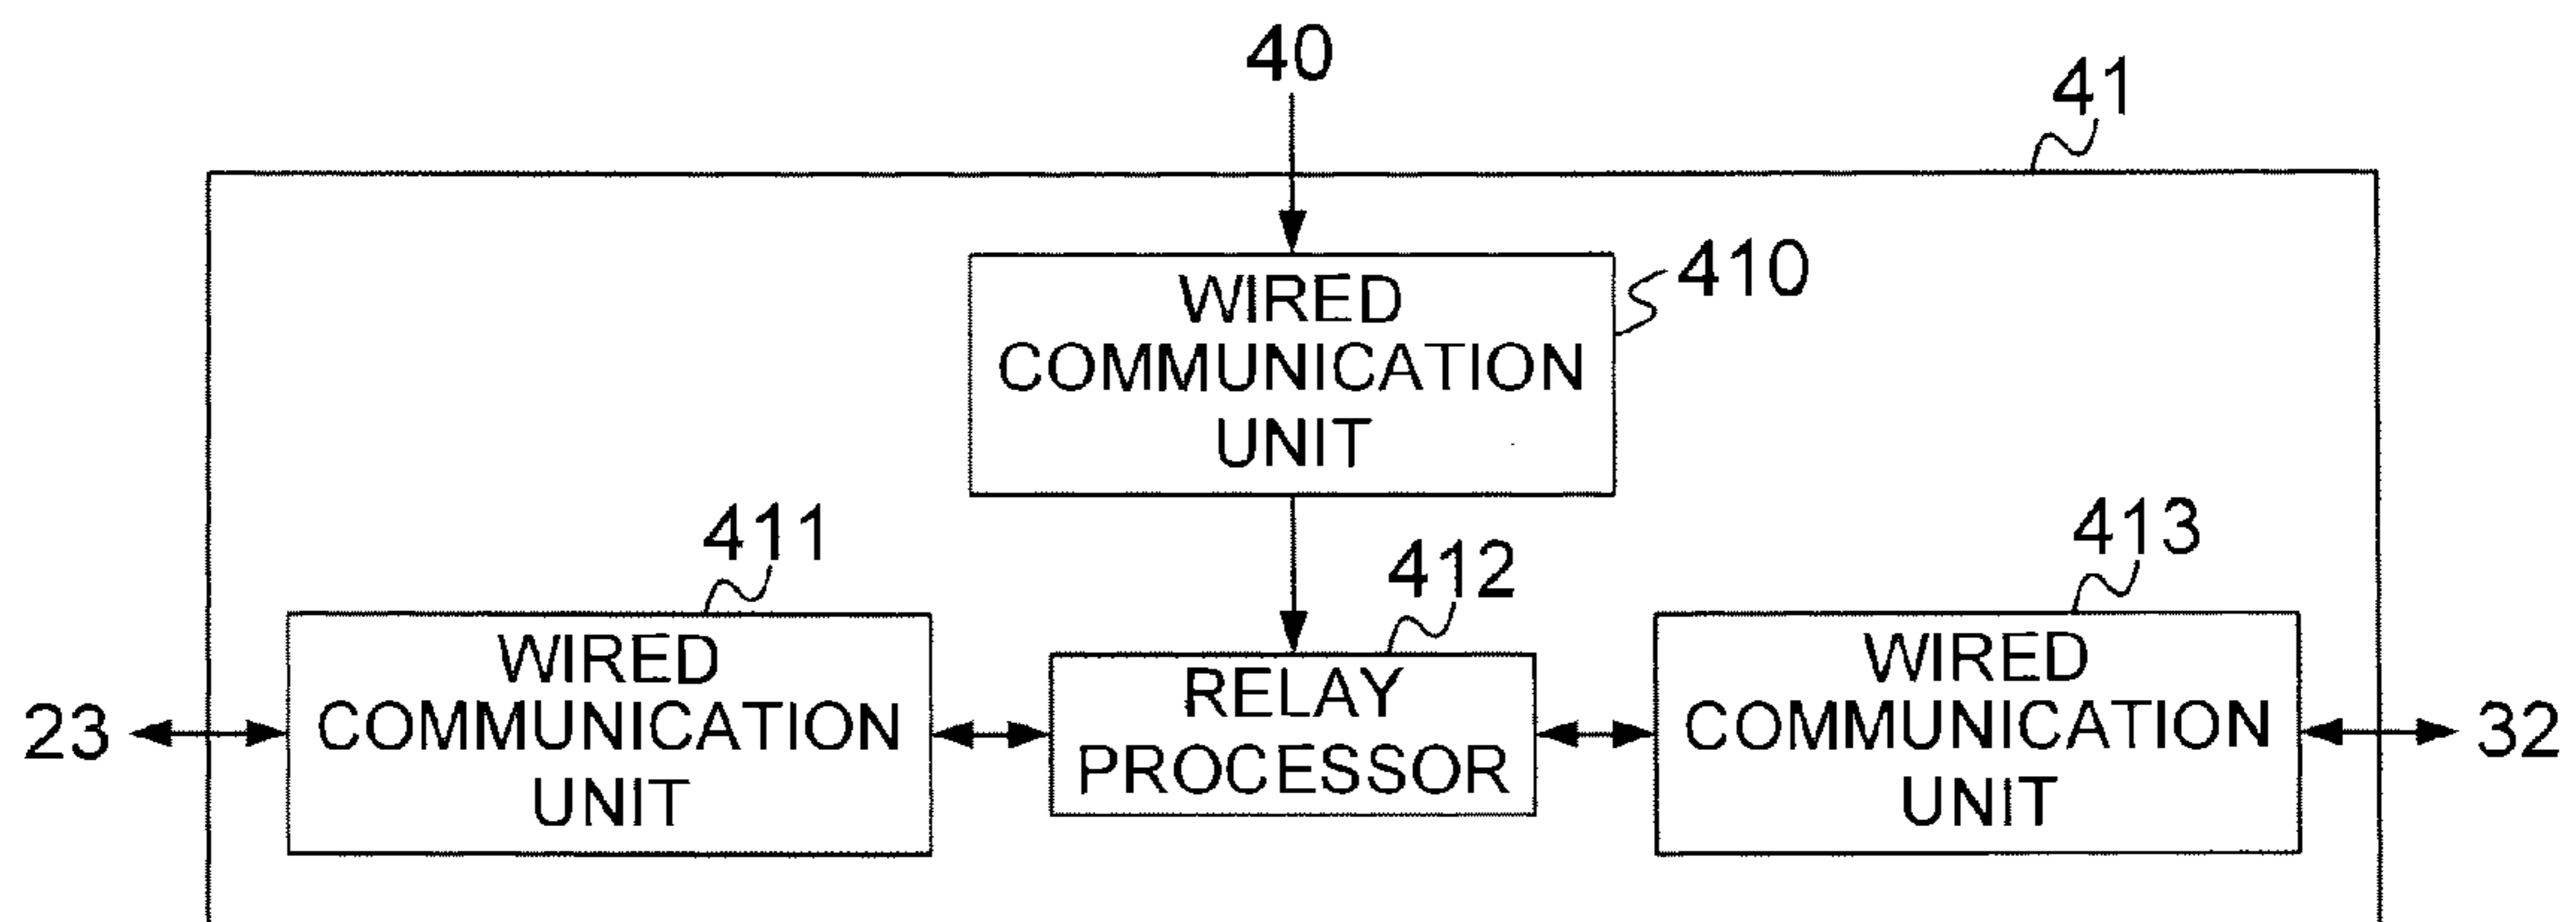 40
41
WIRED
COMMUNICATION
UNIT
410
411
WIRED
COMMUNICATION
UNIT
412
RELAY
PROCESSOR
413
WIRED
COMMUNICATION
UNIT
23
32